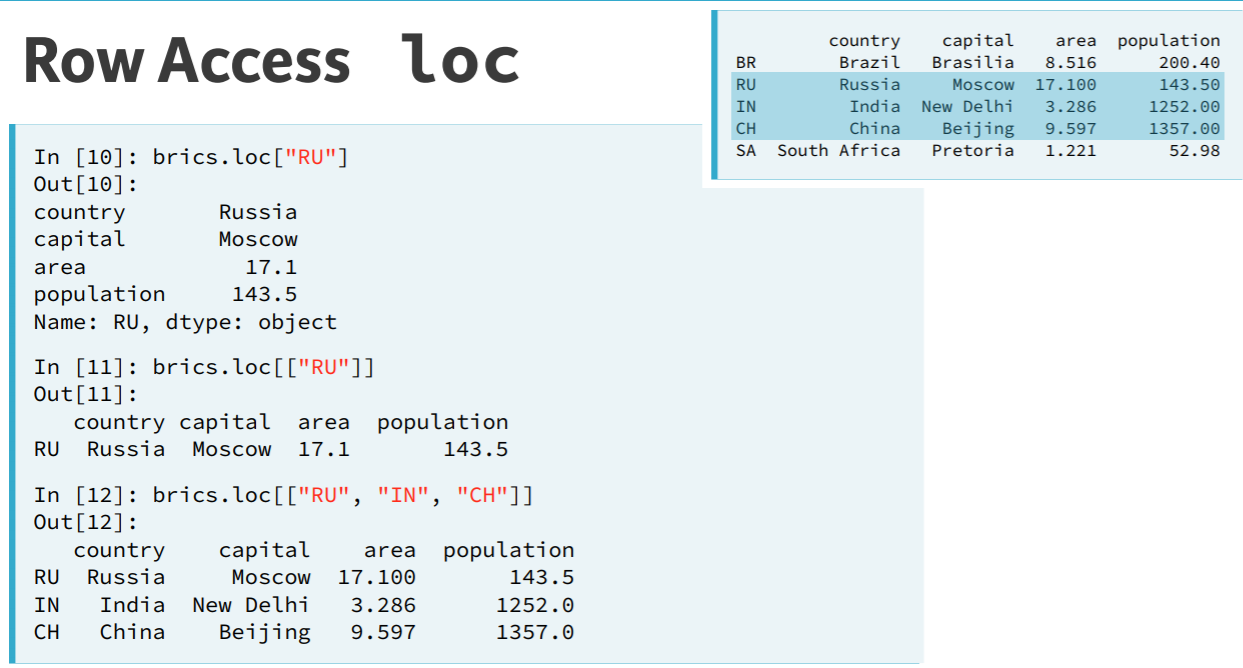 Row Access loc
       country    capital    area  population
BR      Brazil   Brasilia   8.516      200.40
RU      Russia     Moscow  17.100      143.50
IN       India  New Delhi   3.286     1252.00
CH       China    Beijing   9.597     1357.00
SA  South Africa   Pretoria   1.221       52.98
In [10]: brics.loc["RU"]
Out[10]:
country       Russia
capital       Moscow
area            17.1
population     143.5
Name: RU, dtype: object
In [11]: brics.loc[["RU"]]
Out[11]:
   country capital  area  population
RU  Russia  Moscow  17.1       143.5
In [12]: brics.loc[["RU", "IN", "CH"]]
Out[12]:
   country    capital    area  population
RU  Russia     Moscow  17.100       143.5
IN   India  New Delhi   3.286      1252.0
CH   China    Beijing   9.597      1357.0